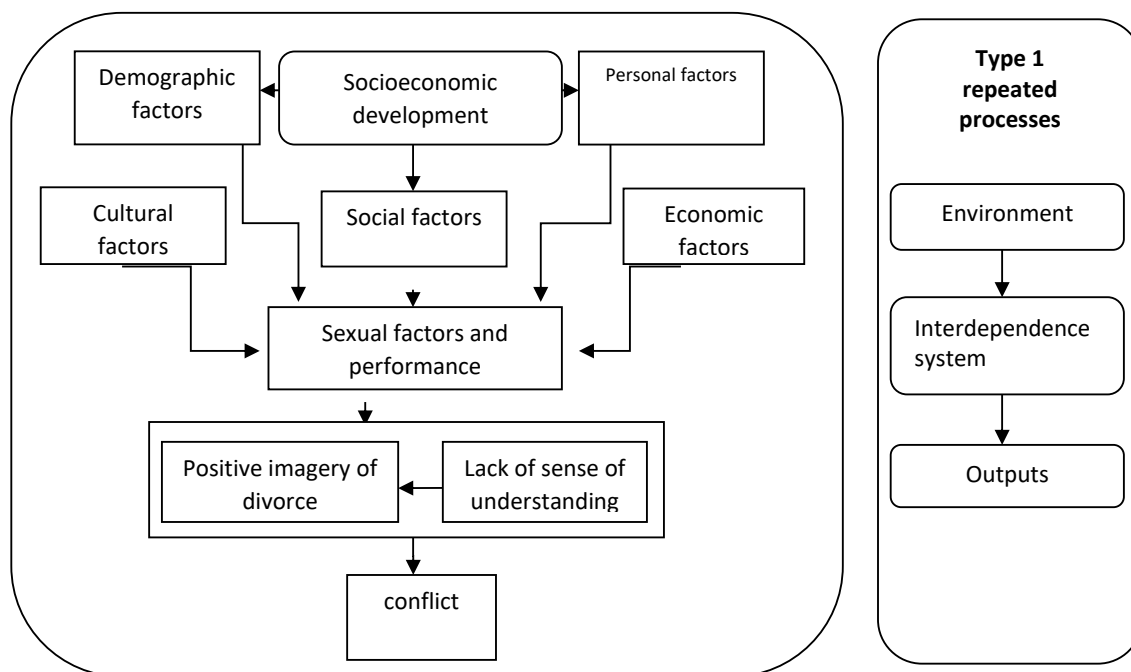 Demographic
factors
Socioeconomic
development
Personal factors
Cultural
factors
Social factors
Economic
factors
Sexual factors and
performance
Positive imagery of
divorce
Lack of sense of
understanding
conflict
Type 1
repeated
processes
Environment
Interdependence
system
Outputs